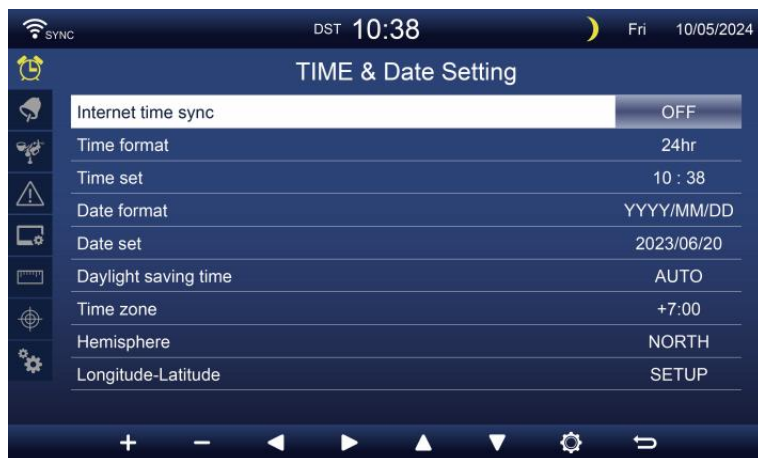 SYNC DST 10:38 Fri 10/05/2024
TIME & Date Setting
Internet time sync OFF
Time format 24hr
Time set 10 : 38
Date format YYYY/MM/DD
Date set 2023/06/20
Daylight saving time AUTO
Time zone +7:00
Hemisphere NORTH
Longitude-Latitude SETUP